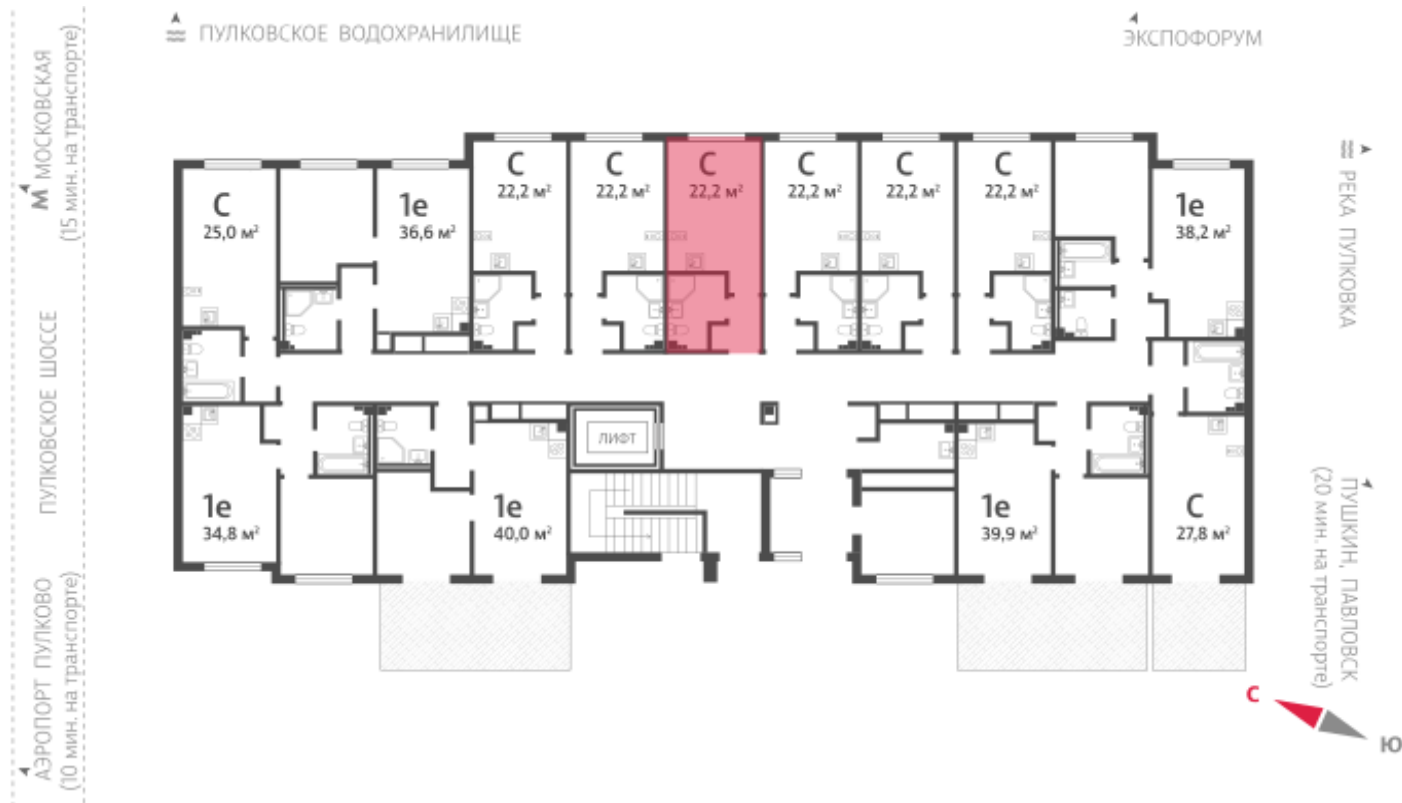 ПУЛКОВСКОЕ ВОДОХРАНИЛИЩЕ
ЭКСПОФОРУМ
М МОСКОВСКАЯ
(15 мин. на транспорте)
ПУЛКОВСКОЕ ШОССЕ
АЭРОПОРТ ПУЛКОВО
(10 мин. на транспорте)
С
25,0 м²
1е
36,6 м²
С
22,2 м²
С
22,2 м²
С
22,2 м²
С
22,2 м²
С
22,2 м²
С
22,2 м²
1е
38,2 м²
РЕКА ПУЛКОВКА
1е
34,8 м²
1е
40,0 м²
ЛИФТ
1е
39,9 м²
С
27,8 м²
ПУШКИН, ПАВЛОВСК
(20 мин. на транспорте)
С
Ю